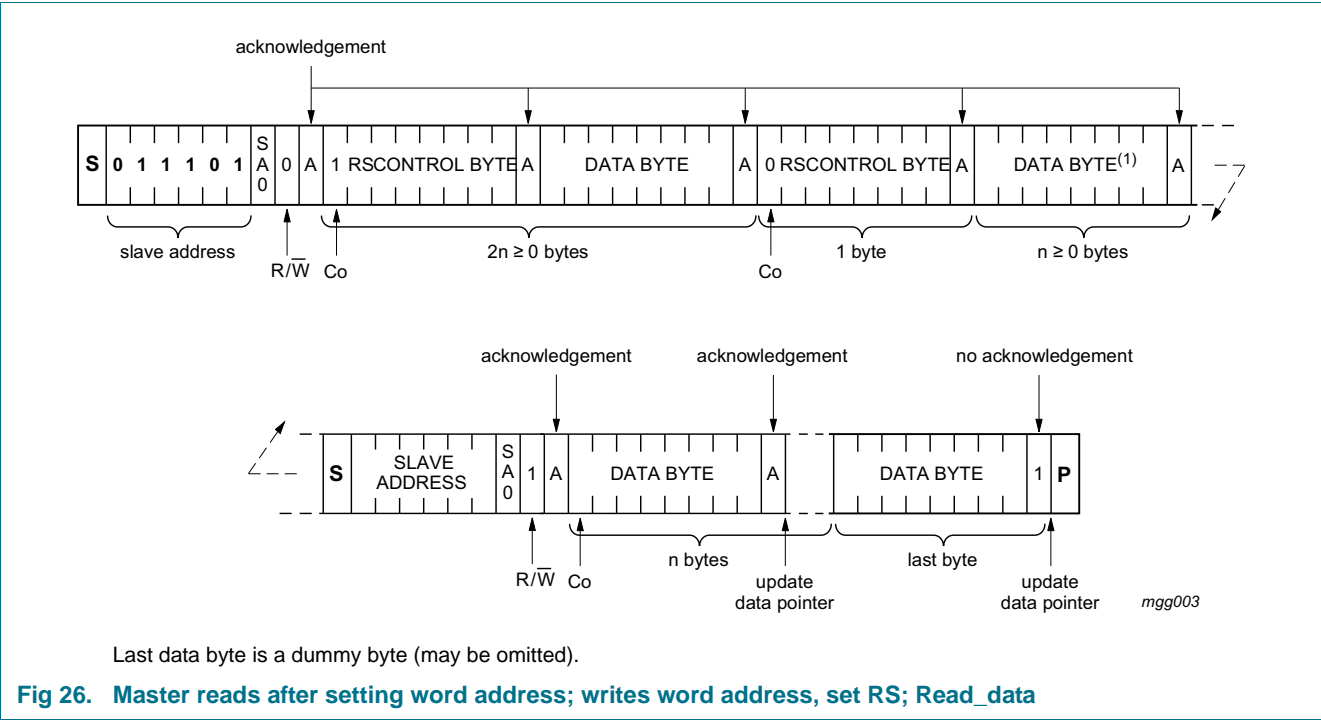 acknowledgement
S 0 1 1 1 0 1 SA0 0 A 1 RSCONTROL BYTE A DATA BYTE A 0 RSCONTROL BYTE A DATA BYTE(1) A
slave address 2n ≥ 0 bytes 1 byte n ≥ 0 bytes
R/W̅ Co Co
acknowledgement acknowledgement no acknowledgement
S SLAVE ADDRESS SA0 1 A DATA BYTE A DATA BYTE 1 P
n bytes last byte
R/W̅ Co update data pointer update data pointer mgg003
Last data byte is a dummy byte (may be omitted).
Fig 26. Master reads after setting word address; writes word address, set RS; Read_data